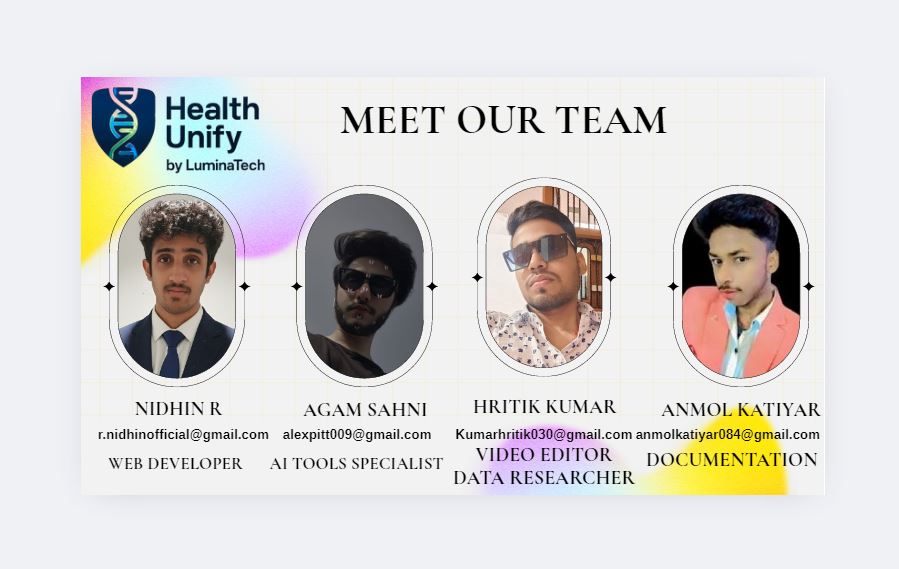 Health
Unify
by LuminaTech
MEET OUR TEAM
NIDHIN R
r.nidhinofficial@gmail.com
WEB DEVELOPER
AGAM SAHNI
alexpitt009@gmail.com
AI TOOLS SPECIALIST
HRITIK KUMAR
Kumarhritik030@gmail.com
VIDEO EDITOR
DATA RESEARCHER
ANMOL KATIYAR
anmolkatiyar084@gmail.com
DOCUMENTATION